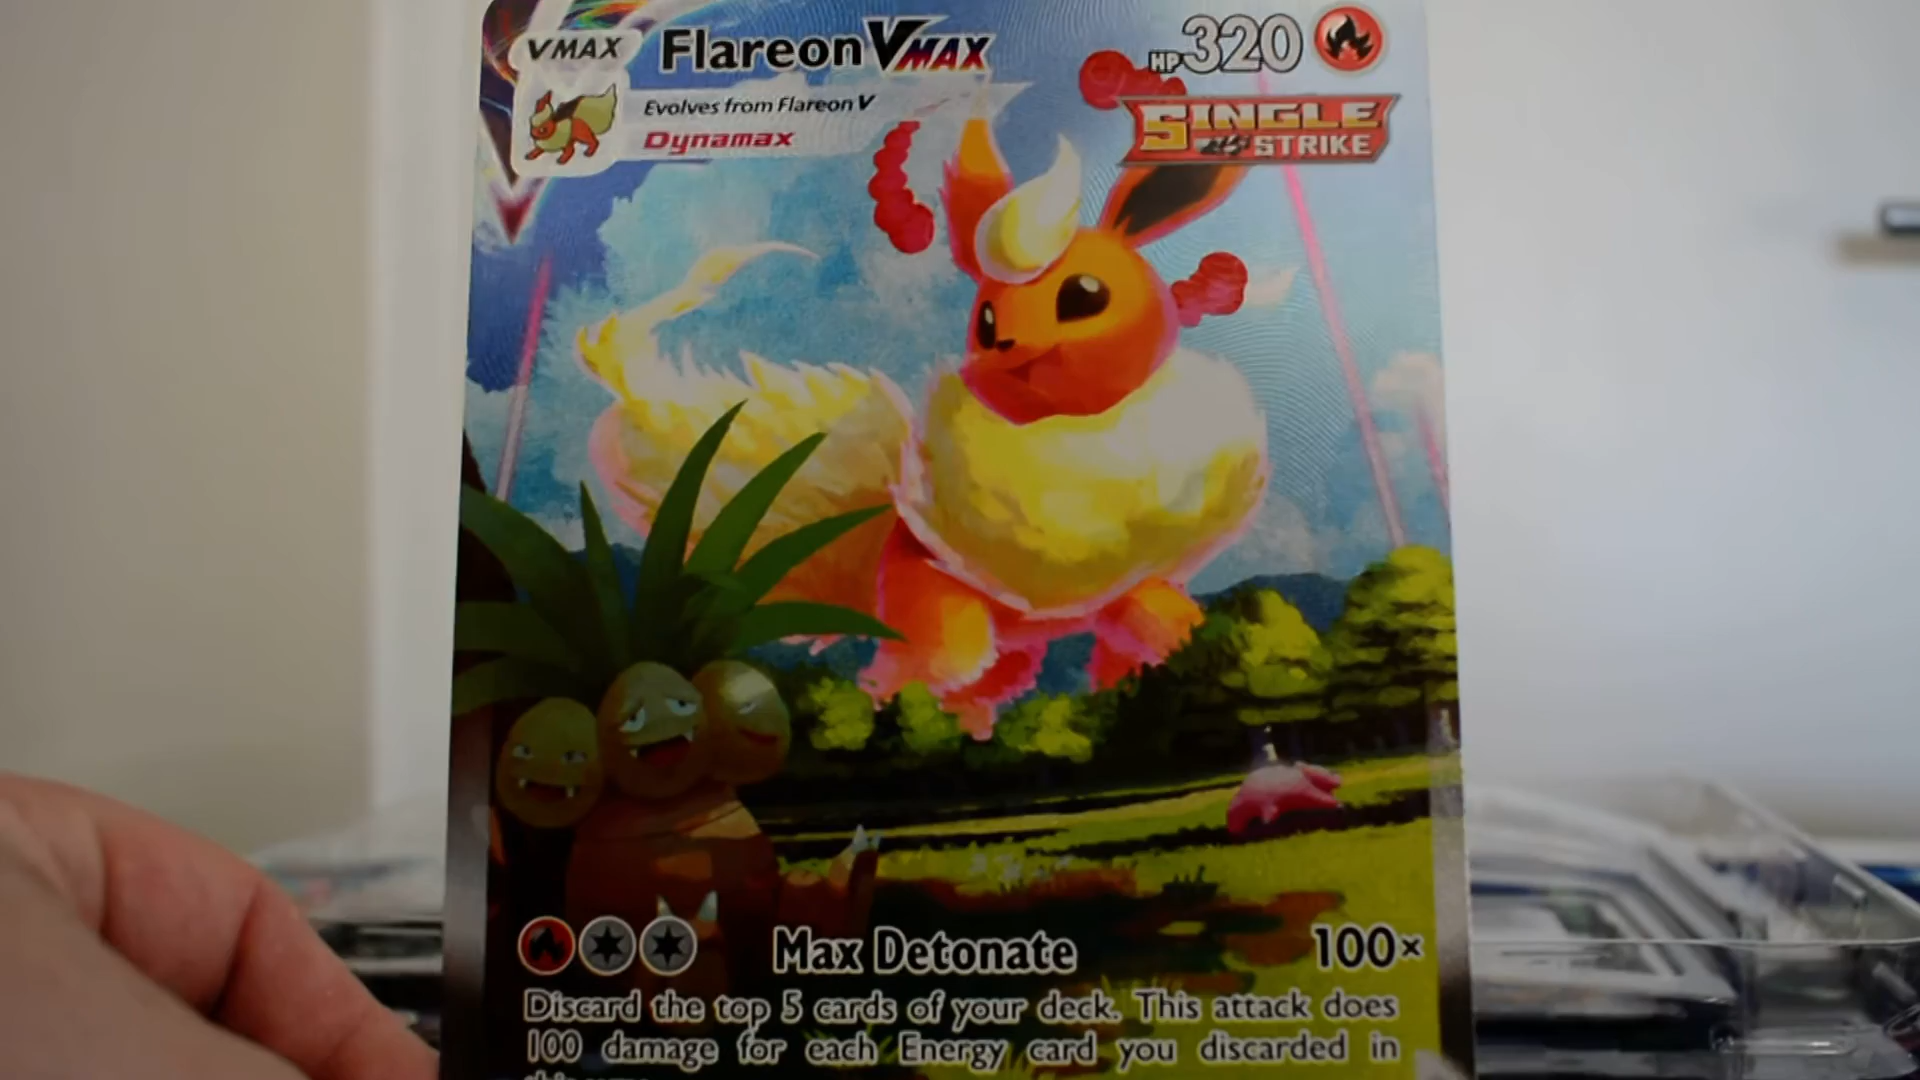 VMAX Flareon VMAX HP 320
Evolves from Flareon V
Dynamax
SINGLE
STRIKE
Max Detonate 100×
Discard the top 5 cards of your deck. This attack does
100 damage for each Energy card you discarded in